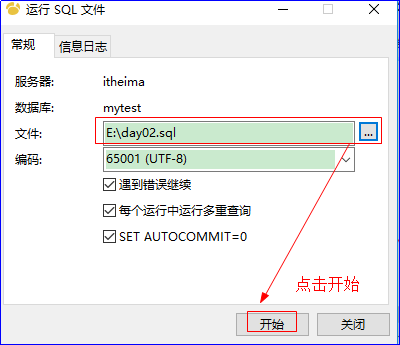 运行 SQL 文件
常规 信息日志
服务器: itheima
数据库: mytest
文件: E:\day02.sql ...
编码: 65001 (UTF-8)
遇到错误继续
每个运行中运行多重查询
SET AUTOCOMMIT=0
点击开始
开始 关闭